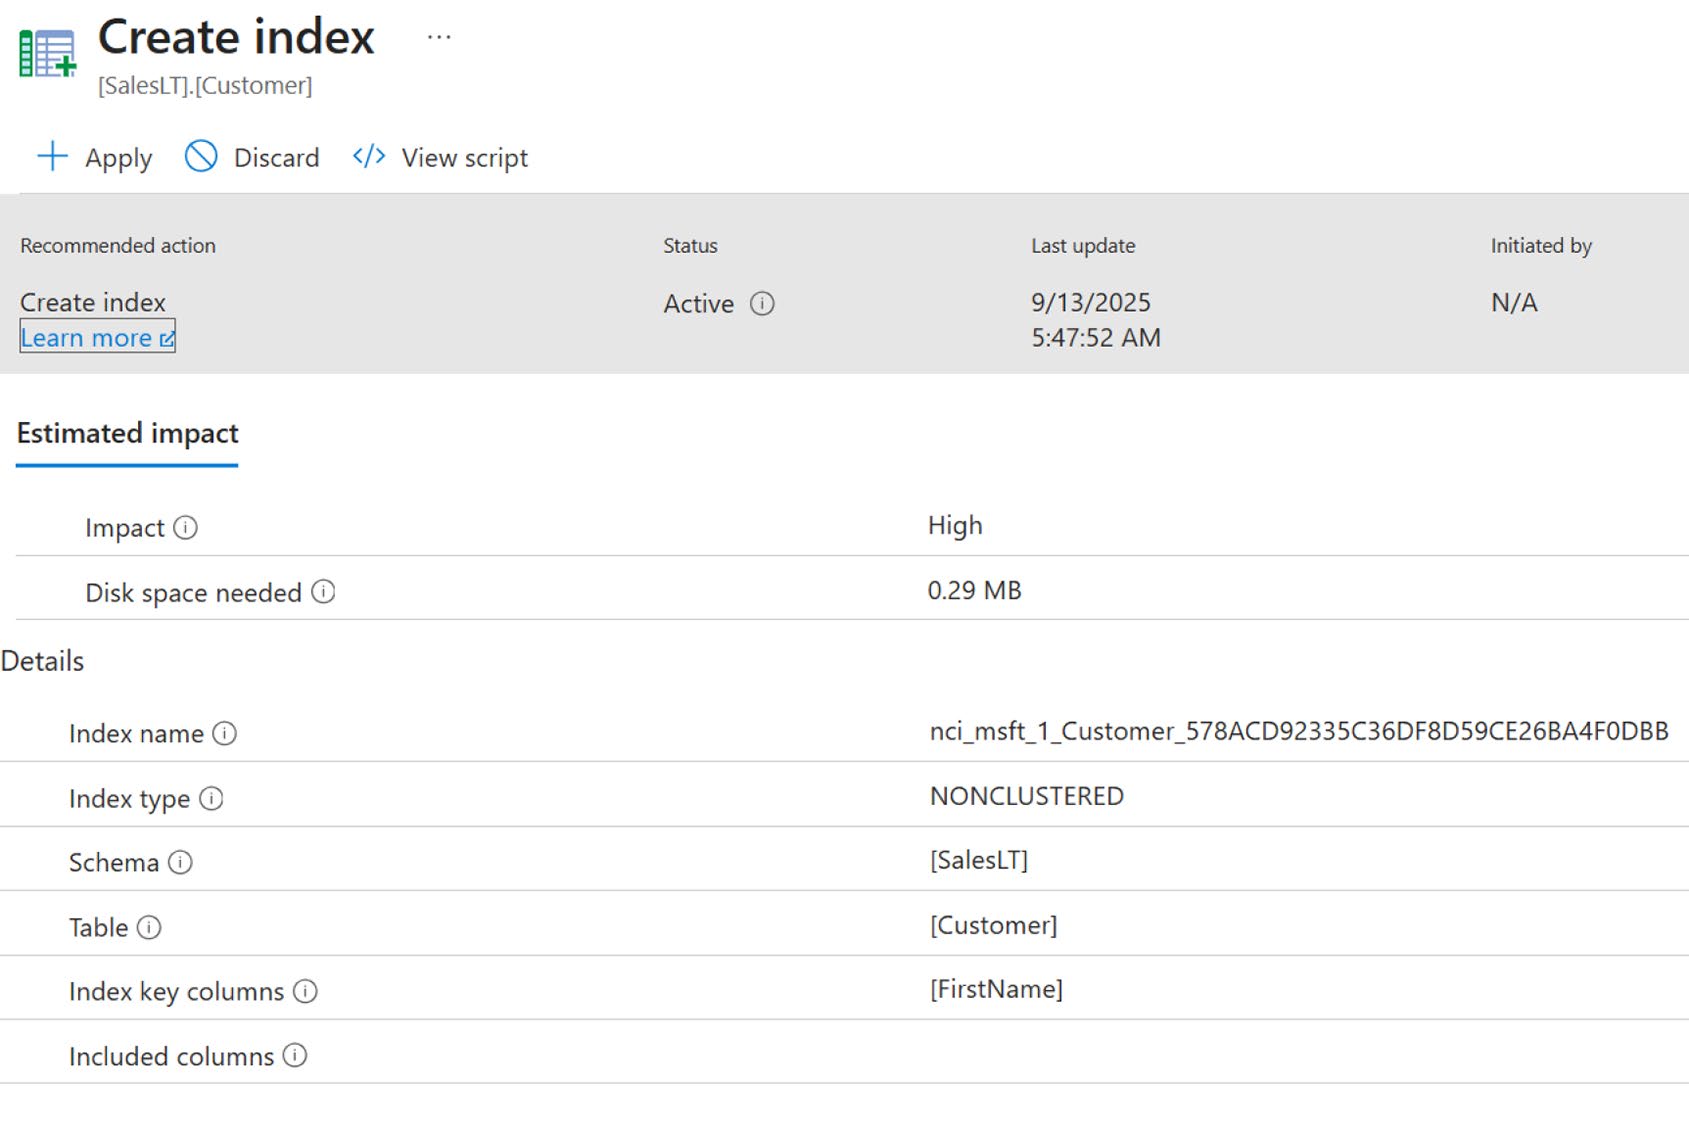 Create index ...
[SalesLT].[Customer]
Apply Discard </> View script
Recommended action Status Last update Initiated by
Create index Active 9/13/2025 N/A
Learn more 5:47:52 AM
Estimated impact
Impact High
Disk space needed 0.29 MB
Details
Index name nci_msft_1_Customer_578ACD92335C36DF8D59CE26BA4F0DBB
Index type NONCLUSTERED
Schema [SalesLT]
Table [Customer]
Index key columns [FirstName]
Included columns